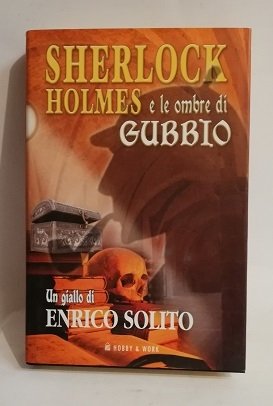 SHERLOCK
HOLMES e le ombre di
GUBBIO
Un giallo di
ENRICO SOLITO
HOBBY & WORK